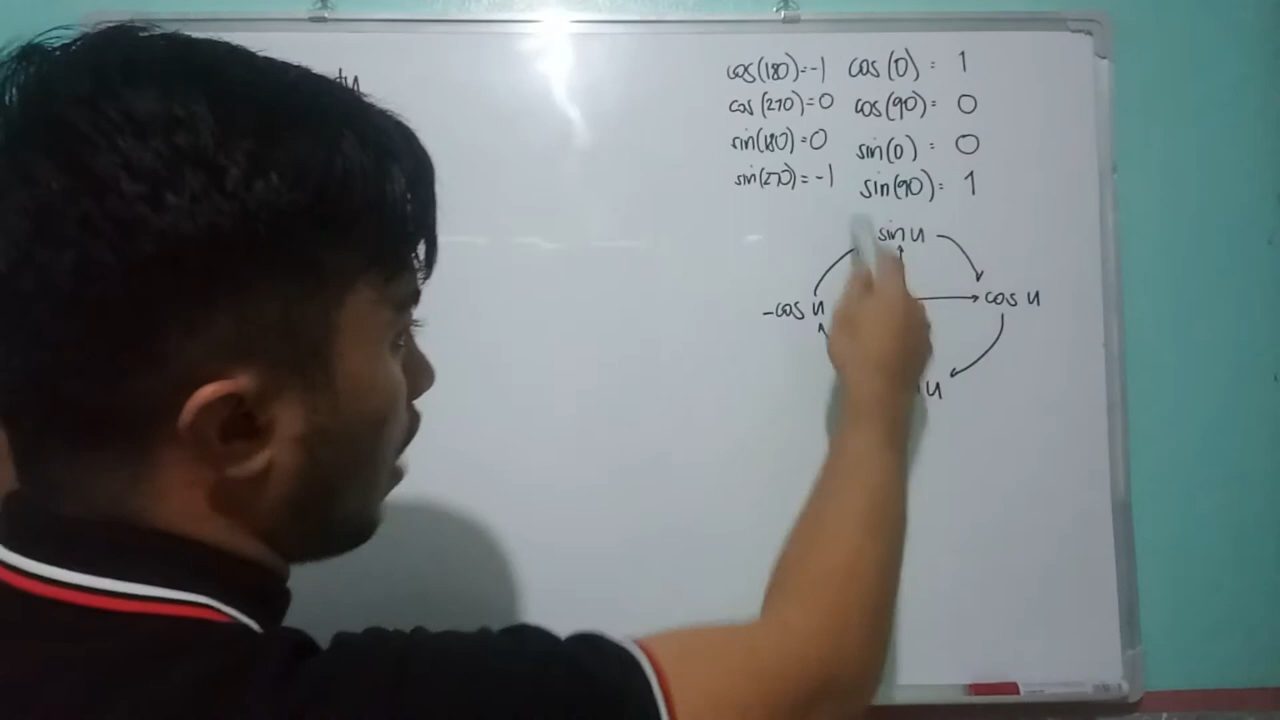 cos(180)=-1 cos(0) = 1
cos(270)=0 cos(90)= 0
sin(180)=0 sin(0) = 0
sin(270)=-1 sin(90)= 1
sin u
-cos u cos u
u